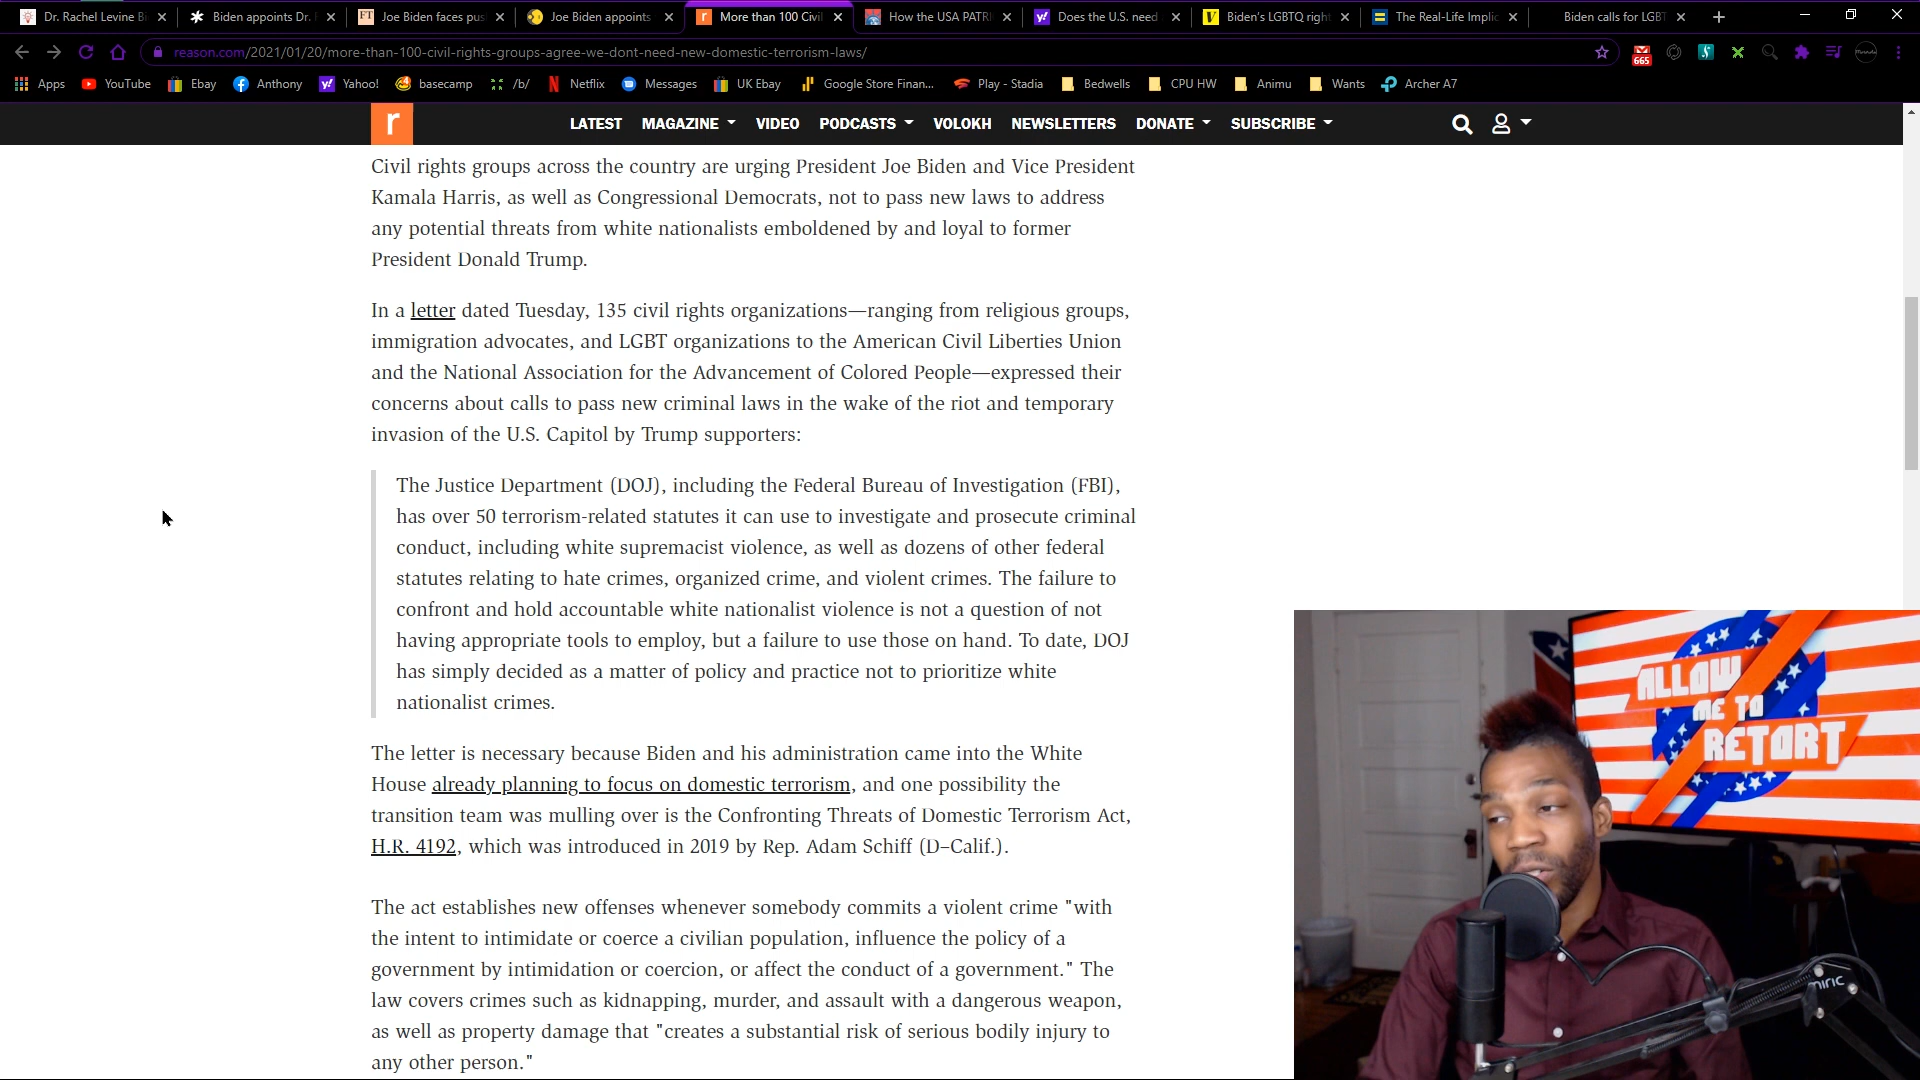 Dr. Rachel Levine Bi
Biden appoints Dr.
FT
Joe Biden faces pus
Joe Biden appoints
r
More than 100 Civil
How the USA PATRI
y!
Does the U.S. need
V
Biden's LGBTQ right
The Real-Life Implic
Biden calls for LGBT
reason.com/2021/01/20/more-than-100-civil-rights-groups-agree-we-dont-need-new-domestic-terrorism-laws/
665
Apps
YouTube
Ebay
Anthony
y!
Yahoo!
basecamp
/b/
N
Netflix
Messages
UK Ebay
Google Store Finan...
Play - Stadia
Bedwells
CPU HW
Animu
Wants
Archer A7
r
LATEST
MAGAZINE
VIDEO
PODCASTS
VOLOKH
NEWSLETTERS
DONATE
SUBSCRIBE
Civil rights groups across the country are urging President Joe Biden and Vice President
Kamala Harris, as well as Congressional Democrats, not to pass new laws to address
any potential threats from white nationalists emboldened by and loyal to former
President Donald Trump.
In a letter dated Tuesday, 135 civil rights organizations—ranging from religious groups,
immigration advocates, and LGBT organizations to the American Civil Liberties Union
and the National Association for the Advancement of Colored People—expressed their
concerns about calls to pass new criminal laws in the wake of the riot and temporary
invasion of the U.S. Capitol by Trump supporters:
The Justice Department (DOJ), including the Federal Bureau of Investigation (FBI),
has over 50 terrorism-related statutes it can use to investigate and prosecute criminal
conduct, including white supremacist violence, as well as dozens of other federal
statutes relating to hate crimes, organized crime, and violent crimes. The failure to
confront and hold accountable white nationalist violence is not a question of not
having appropriate tools to employ, but a failure to use those on hand. To date, DOJ
has simply decided as a matter of policy and practice not to prioritize white
nationalist crimes.
The letter is necessary because Biden and his administration came into the White
House already planning to focus on domestic terrorism, and one possibility the
transition team was mulling over is the Confronting Threats of Domestic Terrorism Act,
H.R. 4192, which was introduced in 2019 by Rep. Adam Schiff (D–Calif.).
The act establishes new offenses whenever somebody commits a violent crime "with
the intent to intimidate or coerce a civilian population, influence the policy of a
government by intimidation or coercion, or affect the conduct of a government." The
law covers crimes such as kidnapping, murder, and assault with a dangerous weapon,
as well as property damage that "creates a substantial risk of serious bodily injury to
any other person."
ALLOW
ME TO
RETORT